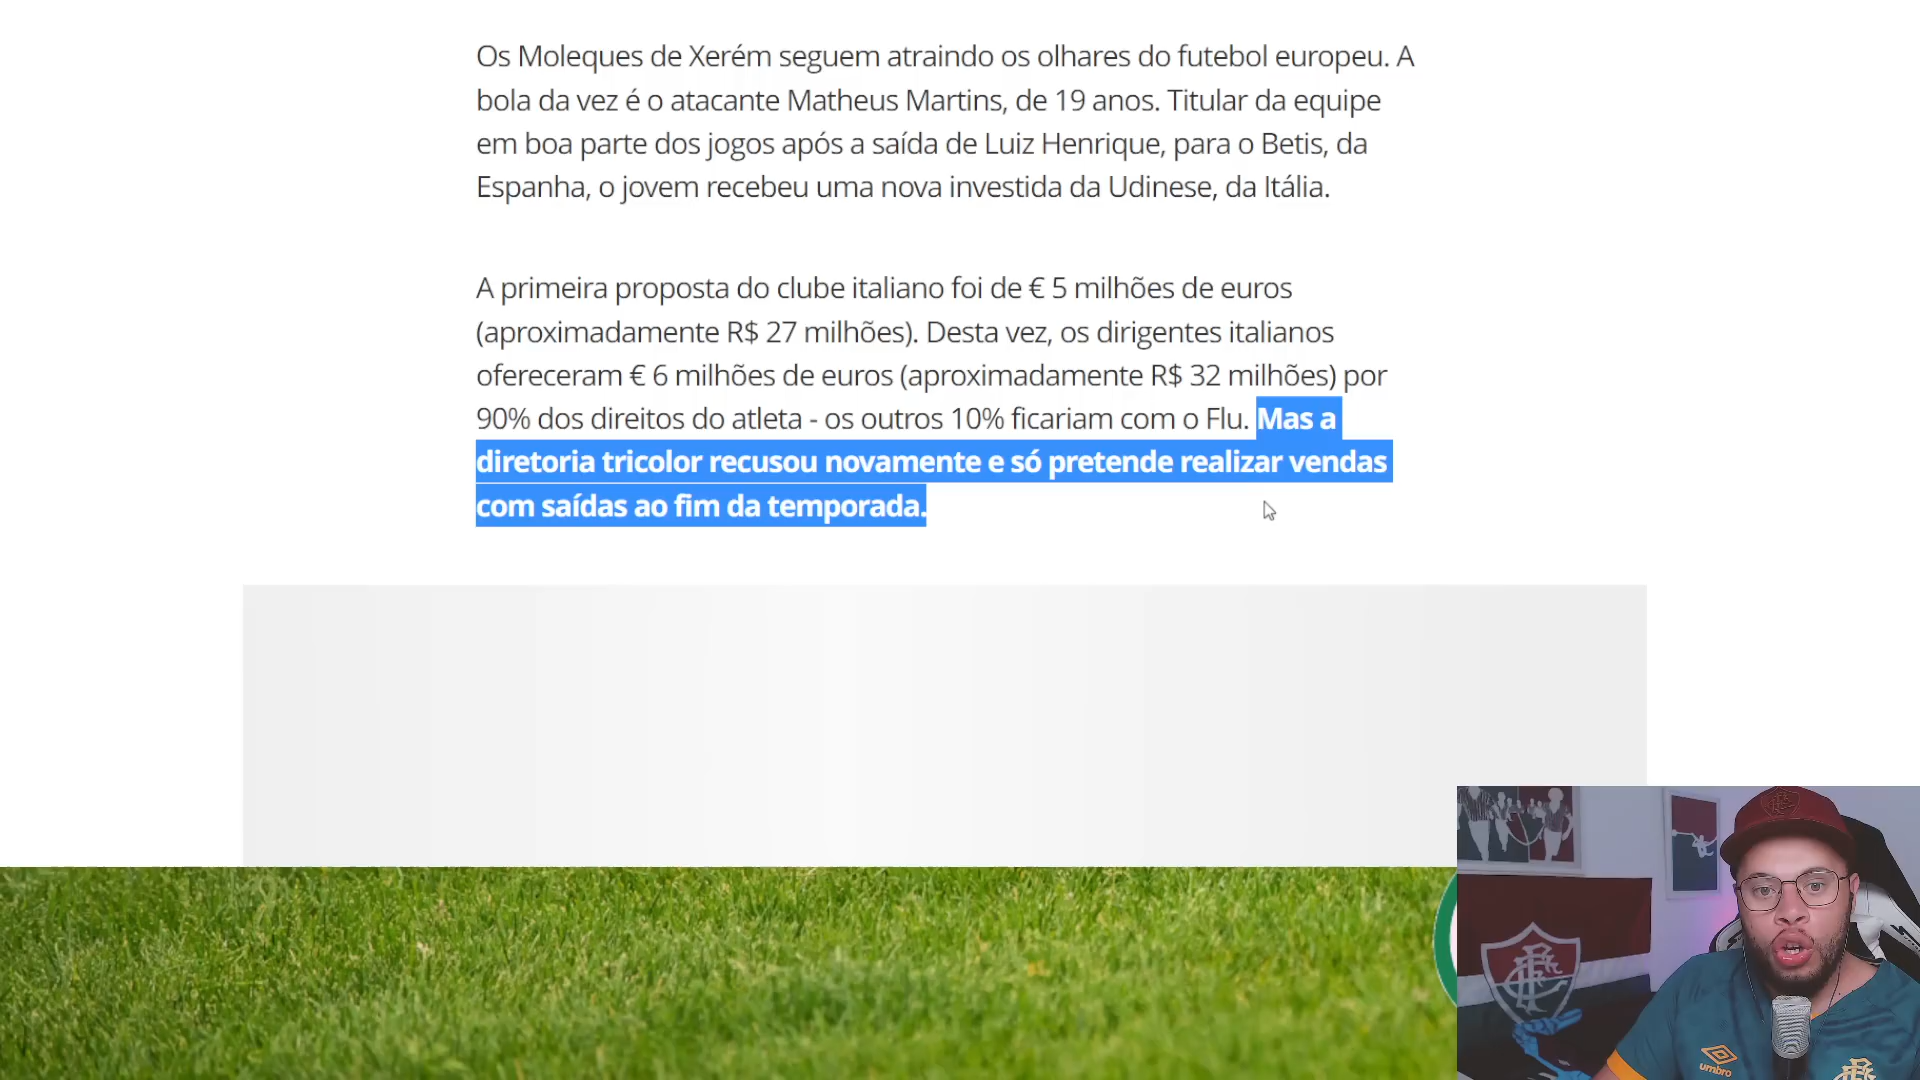 Os Moleques de Xerém seguem atraindo os olhares do futebol europeu. A
bola da vez é o atacante Matheus Martins, de 19 anos. Titular da equipe
em boa parte dos jogos após a saída de Luiz Henrique, para o Betis, da
Espanha, o jovem recebeu uma nova investida da Udinese, da Itália.
A primeira proposta do clube italiano foi de € 5 milhões de euros
(aproximadamente R$ 27 milhões). Desta vez, os dirigentes italianos
ofereceram € 6 milhões de euros (aproximadamente R$ 32 milhões) por
90% dos direitos do atleta - os outros 10% ficariam com o Flu. Mas a
diretoria tricolor recusou novamente e só pretende realizar vendas
com saídas ao fim da temporada.
umbro